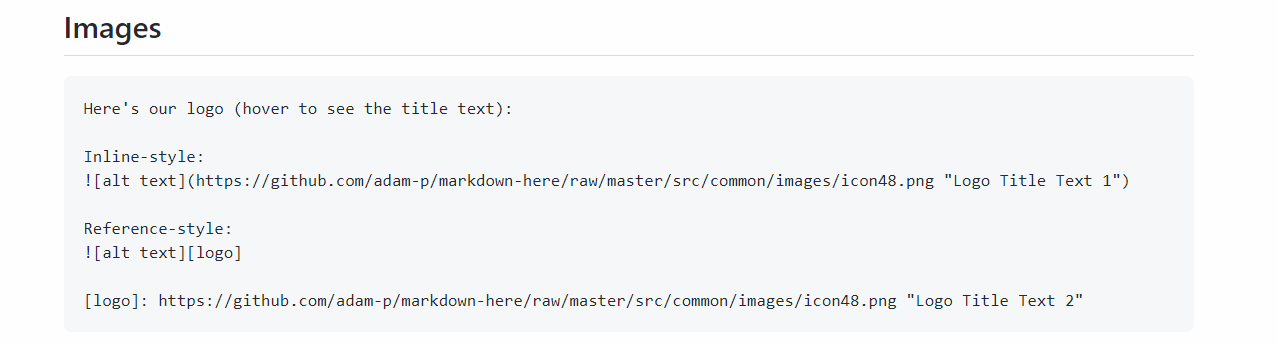 Images
Here's our logo (hover to see the title text):
Inline-style:
![alt text](https://github.com/adam-p/markdown-here/raw/master/src/common/images/icon48.png "Logo Title Text 1")
Reference-style:
![alt text][logo]
[logo]: https://github.com/adam-p/markdown-here/raw/master/src/common/images/icon48.png "Logo Title Text 2"